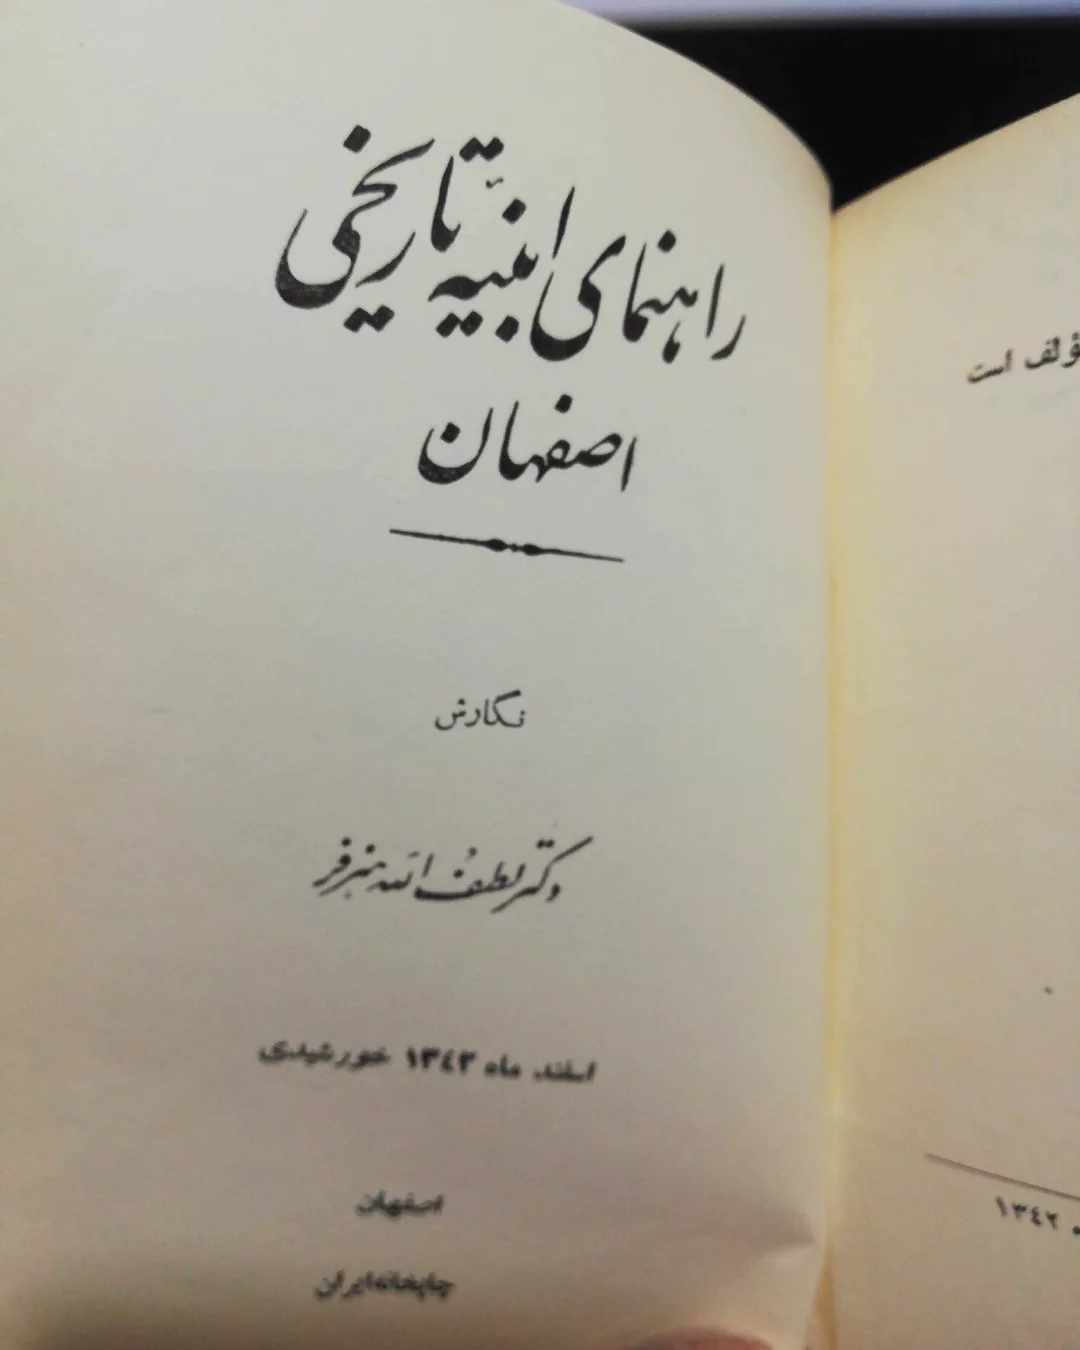 راهنمای ابنیهٔ تاریخی
اصفهان
نگارش
دکتر لطف الله هنرفر
اسفند ماه ۱۳۴۳ خورشیدی
اصفهان
چاپخانه ایران
است
۱۳۴۲